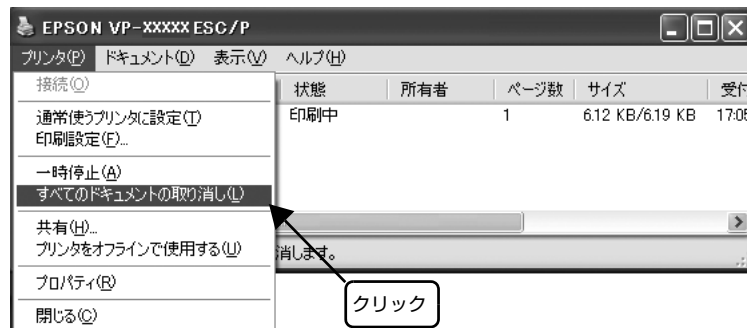 EPSON VP-XXXXX ESC/P
プリンタ(P) ドキュメント(D) 表示(V) ヘルプ(H)
接続(O)
状態 所有者 ページ数 サイズ 受付
通常使うプリンタに設定(T)
印刷中 1 6.12 KB/6.19 KB 17:05
印刷設定(F)...
一時停止(A)
すべてのドキュメントの取り消し(L)
共有(H)...
プリンタをオフラインで使用する(U)
消します。
プロパティ(R)
クリック
閉じる(C)